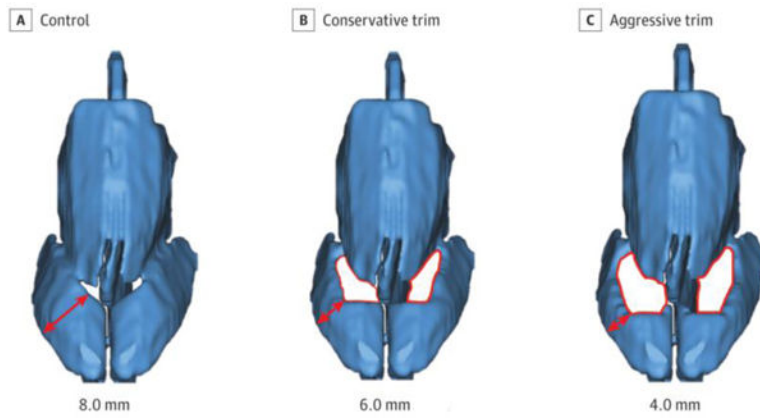 A Control
B Conservative trim
C Aggressive trim
8.0 mm
6.0 mm
4.0 mm